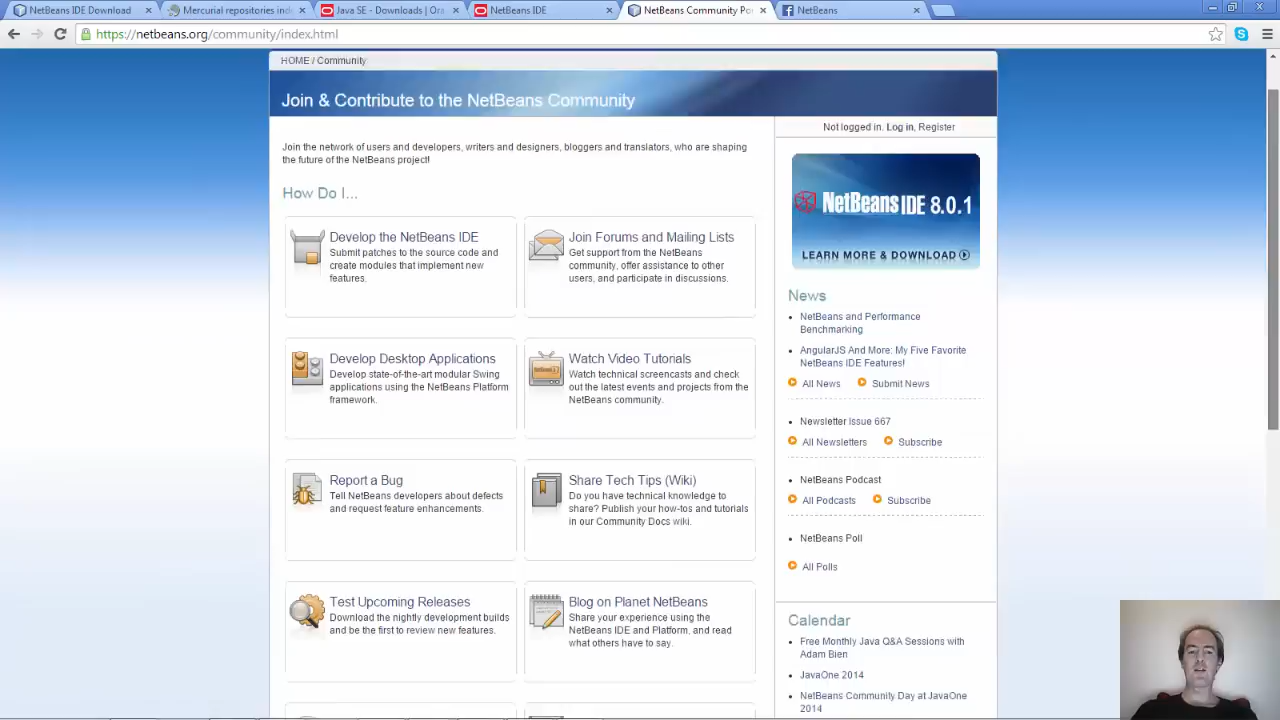 NetBeans IDE Download
Mercurial repositories ind
Java SE - Downloads | Ora
NetBeans IDE
NetBeans Community Po
NetBeans
https://netbeans.org/community/index.html
HOME / Community
Join & Contribute to the NetBeans Community
Join the network of users and developers, writers and designers, bloggers and translators, who are shaping
the future of the NetBeans project!
How Do I...
Develop the NetBeans IDE
Submit patches to the source code and
create modules that implement new
features.
Join Forums and Mailing Lists
Get support from the NetBeans
community, offer assistance to other
users, and participate in discussions.
Develop Desktop Applications
Develop state-of-the-art modular Swing
applications using the NetBeans Platform
framework.
Watch Video Tutorials
Watch technical screencasts and check
out the latest events and projects from the
NetBeans community.
Report a Bug
Tell NetBeans developers about defects
and request feature enhancements.
Share Tech Tips (Wiki)
Do you have technical knowledge to
share? Publish your how-tos and tutorials
in our Community Docs wiki.
Test Upcoming Releases
Download the nightly development builds
and be the first to review new features.
Blog on Planet NetBeans
Share your experience using the
NetBeans IDE and Platform, and read
what others have to say.
Not logged in. Log in, Register
NetBeans IDE 8.0.1
LEARN MORE & DOWNLOAD
News
NetBeans and Performance
Benchmarking
AngularJS And More: My Five Favorite
NetBeans IDE Features!
All News Submit News
Newsletter Issue 667
All Newsletters Subscribe
NetBeans Podcast
All Podcasts Subscribe
NetBeans Poll
All Polls
Calendar
Free Monthly Java Q&A Sessions with
Adam Bien
JavaOne 2014
NetBeans Community Day at JavaOne
2014